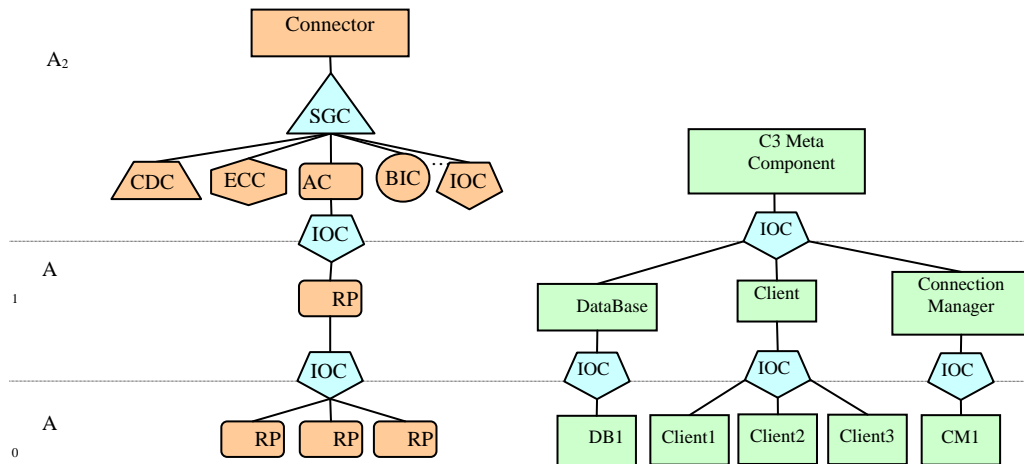 Connector
A2
SGC
C3 Meta
Component
CDC
ECC
AC
BIC
...
IOC
IOC
IOC
A
1
RP
DataBase
Client
Connection
Manager
IOC
IOC
IOC
IOC
A
0
RP
RP
RP
DB1
Client1
Client2
Client3
CM1